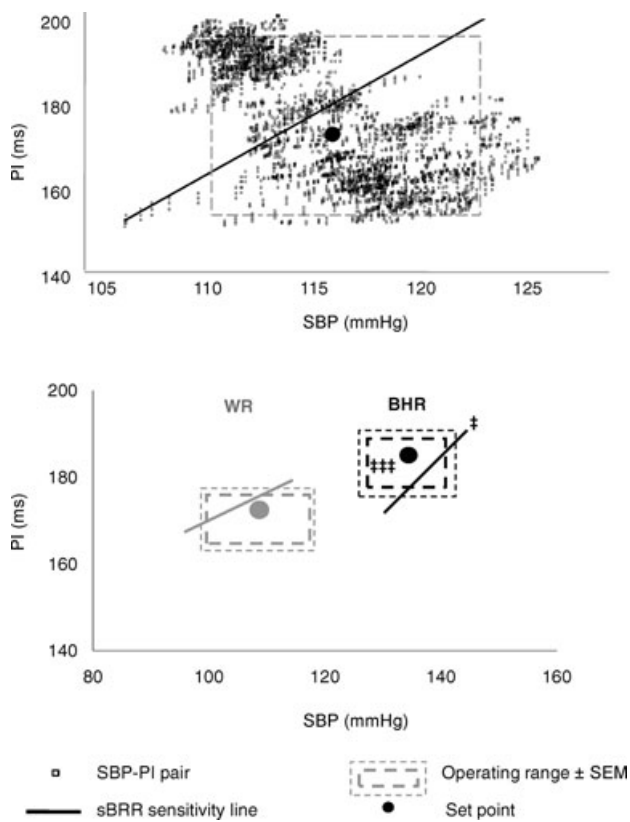 200
180
160
140
PI (ms)
105 110 115 120 125
SBP (mmHg)
200
180
160
140
PI (ms)
WR BHR
‡
‡‡‡
80 100 120 140 160
SBP (mmHg)
SBP-PI pair
Operating range ± SEM
sBRR sensitivity line
Set point